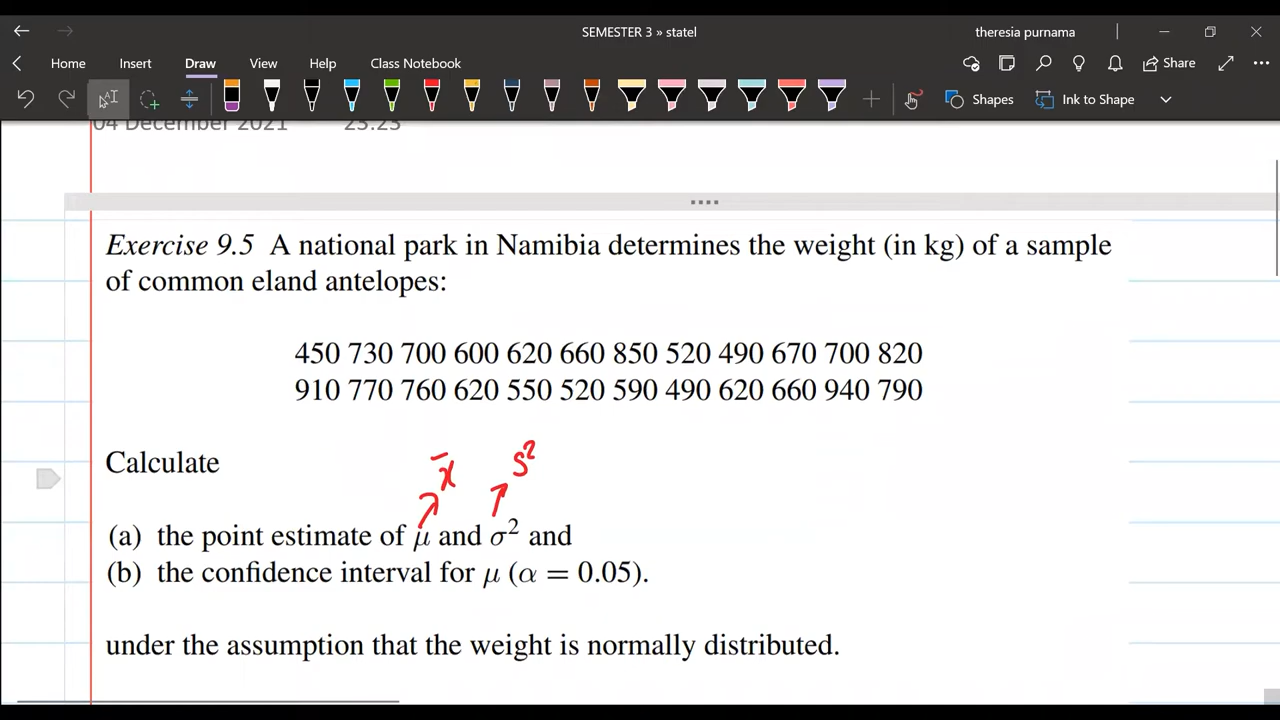 SEMESTER 3 » statel
theresia purnama
Home Insert Draw View Help Class Notebook Share
Shapes Ink to Shape
04 December 2021 23.23
Exercise 9.5 A national park in Namibia determines the weight (in kg) of a sample
of common eland antelopes:
450 730 700 600 620 660 850 520 490 670 700 820
910 770 760 620 550 520 590 490 620 660 940 790
Calculate
x̄ S²
(a) the point estimate of μ and σ² and
(b) the confidence interval for μ (α = 0.05).
under the assumption that the weight is normally distributed.